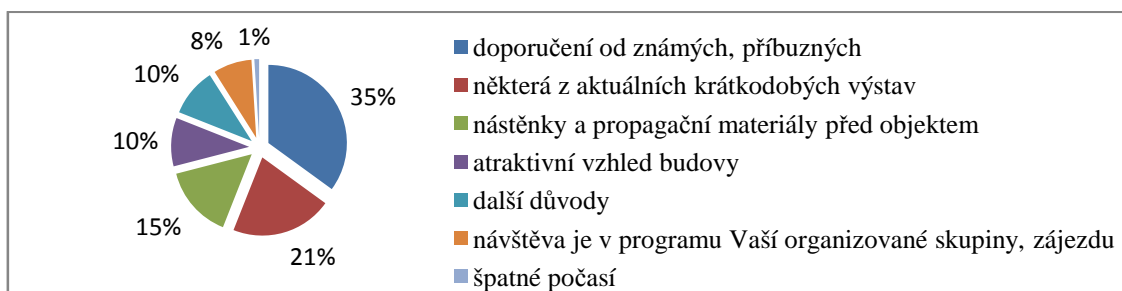 8%
1%
10%
35%
10%
15%
21%
doporučení od známých, příbuzných
některá z aktuálních krátkodobých výstav
nástěnky a propagační materiály před objektem
atraktivní vzhled budovy
další důvody
návštěva je v programu Vaší organizované skupiny, zájezdu
špatné počasí